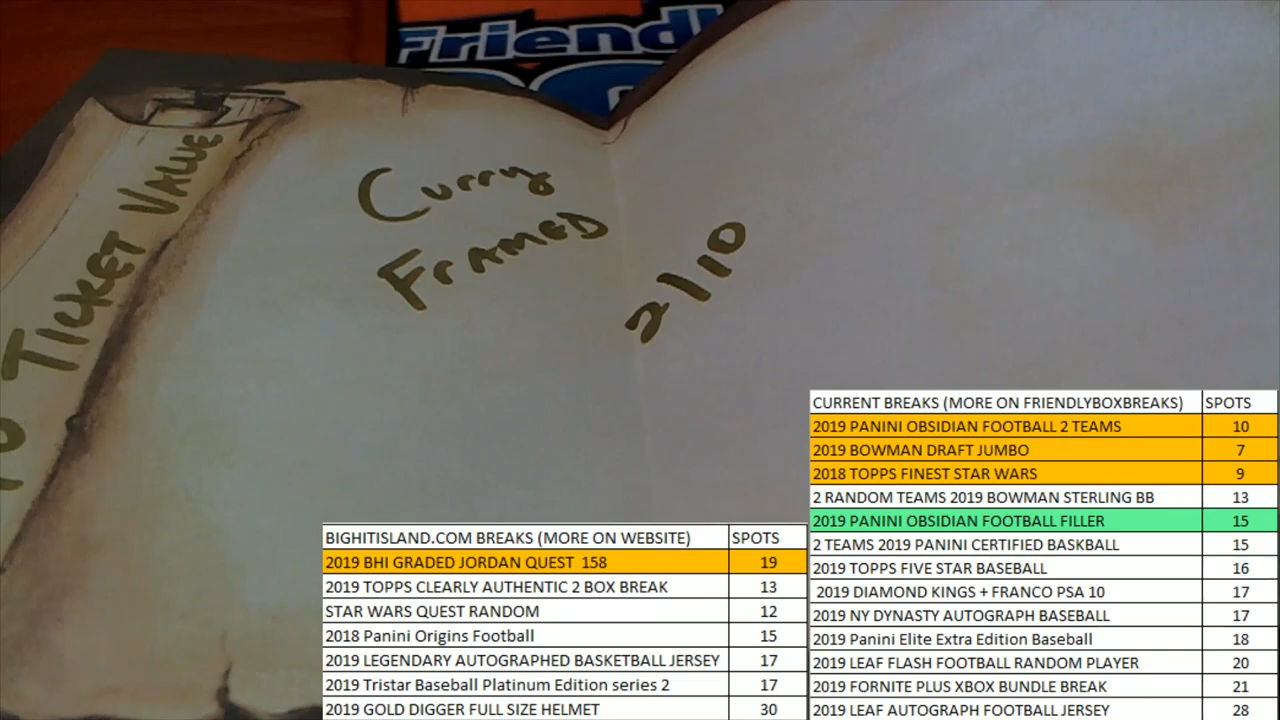 Friendl
TICKET VALUE
Curry
FrAMED
2/10
CURRENT BREAKS (MORE ON FRIENDLYBOXBREAKS) SPOTS
2019 PANINI OBSIDIAN FOOTBALL 2 TEAMS 10
2019 BOWMAN DRAFT JUMBO 7
2018 TOPPS FINEST STAR WARS 9
2 RANDOM TEAMS 2019 BOWMAN STERLING BB 13
2019 PANINI OBSIDIAN FOOTBALL FILLER 15
2 TEAMS 2019 PANINI CERTIFIED BASKBALL 15
2019 TOPPS FIVE STAR BASEBALL 16
2019 DIAMOND KINGS + FRANCO PSA 10 17
2019 NY DYNASTY AUTOGRAPH BASEBALL 17
2019 Panini Elite Extra Edition Baseball 18
2019 LEAF FLASH FOOTBALL RANDOM PLAYER 20
2019 FORNITE PLUS XBOX BUNDLE BREAK 21
2019 LEAF AUTOGRAPH FOOTBALL JERSEY 28
BIGHITISLAND.COM BREAKS (MORE ON WEBSITE) SPOTS
2019 BHI GRADED JORDAN QUEST 158 19
2019 TOPPS CLEARLY AUTHENTIC 2 BOX BREAK 13
STAR WARS QUEST RANDOM 12
2018 Panini Origins Football 15
2019 LEGENDARY AUTOGRAPHED BASKETBALL JERSEY 17
2019 Tristar Baseball Platinum Edition series 2 17
2019 GOLD DIGGER FULL SIZE HELMET 30